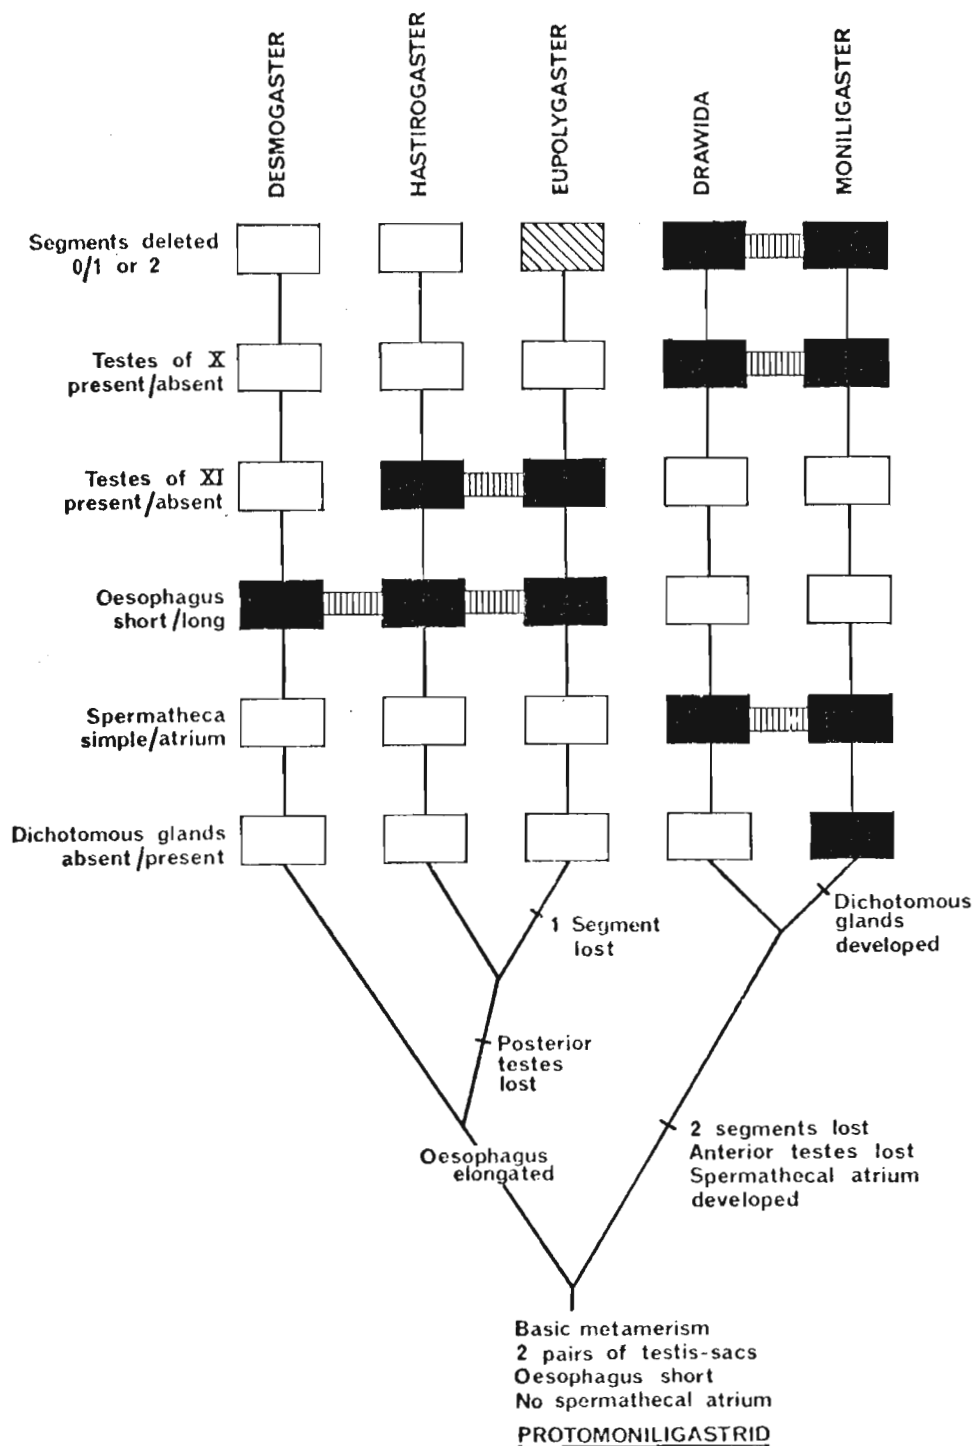 DESMOGASTER
HASTIROGASTER
EUPOLYGASTER
DRAWIDA
MONILIGASTER
Segments deleted
0/1 or 2
Testes of X
present/absent
Testes of XI
present/absent
Oesophagus
short/long
Spermatheca
simple/atrium
Dichotomous glands
absent/present
Dichotomous
glands
developed
1 Segment
lost
Posterior
testes
lost
Oesophagus
elongated
2 segments lost
Anterior testes lost
Spermathecal atrium
developed
Basic metamerism
2 pairs of testis-sacs
Oesophagus short
No spermathecal atrium
PROTOMONILIGASTRID